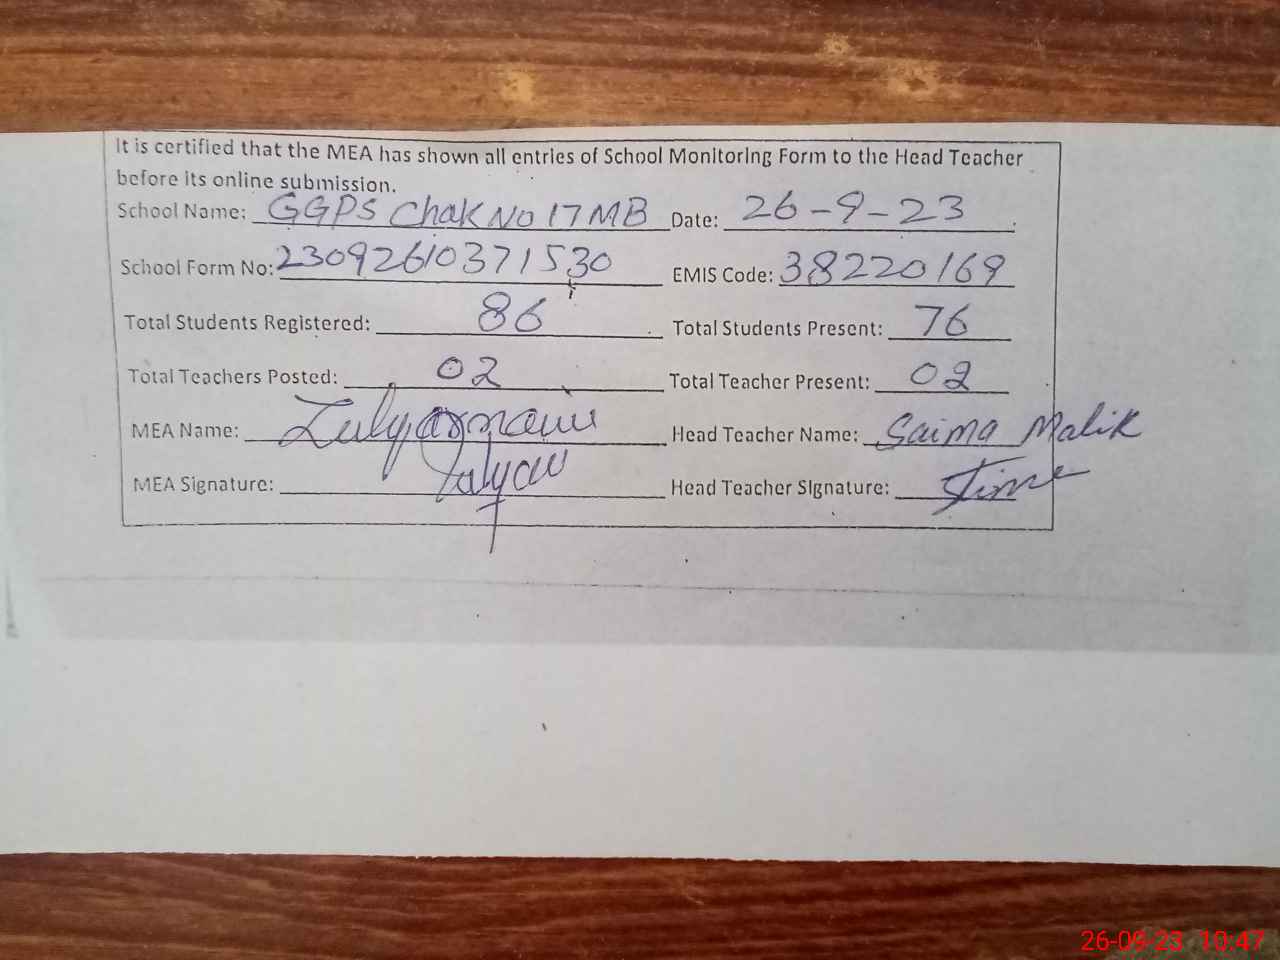 It is certified that the MEA has shown all entries of School Monitoring Form to the Head Teacher
before its online submission.
School Name: GGPS Chak No 17 MB Date: 26-9-23
School Form No: 23092610371530 EMIS Code: 38220169
Total Students Registered: 86 Total Students Present: 76
Total Teachers Posted: 02 Total Teacher Present: 02
MEA Name: Head Teacher Name: Saima Malik
MEA Signature: Head Teacher Signature:
26-09-23 10:47